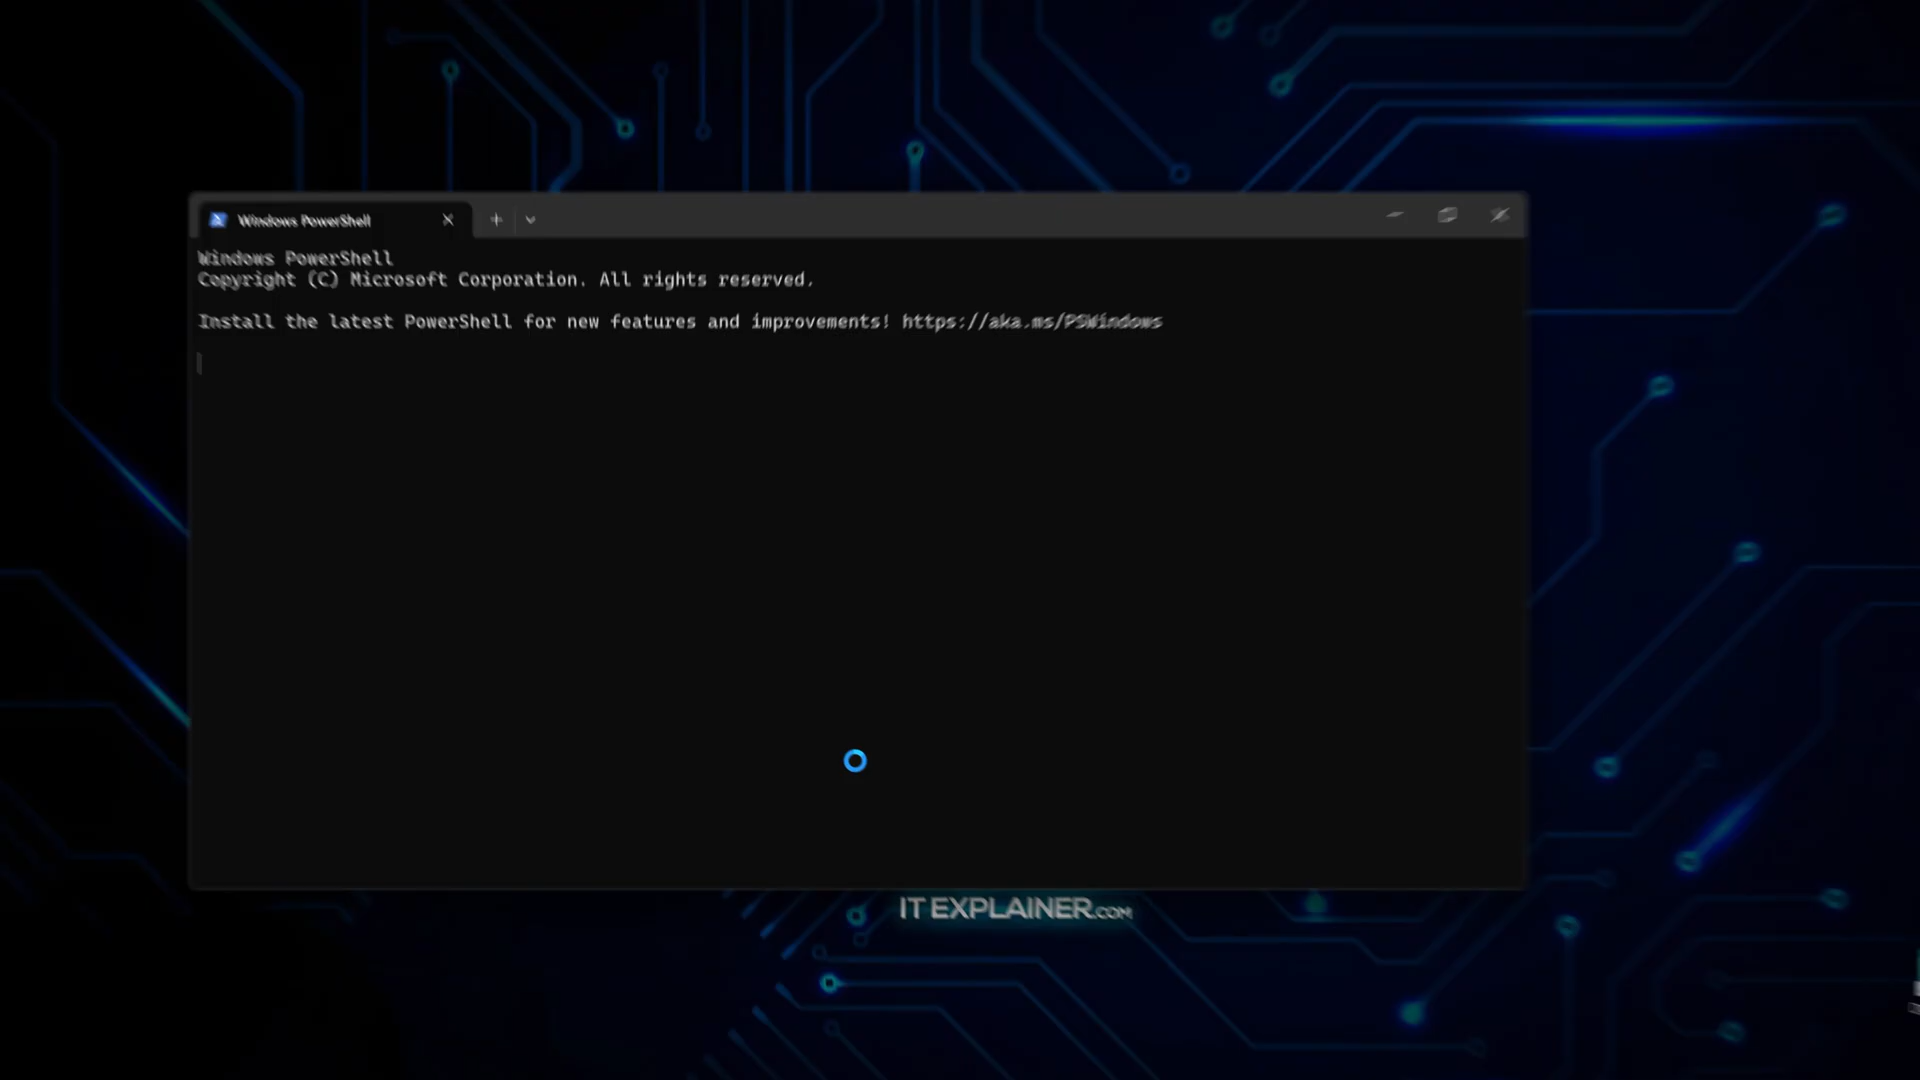 Windows PowerShell
Windows PowerShell
Copyright (C) Microsoft Corporation. All rights reserved.
Install the latest PowerShell for new features and improvements! https://aka.ms/PSWindows
IT EXPLAINER.COM